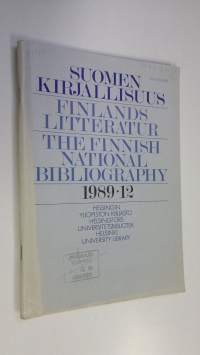 SUOMEN
KIRJALLISUUS
FINLANDS
LITTERATUR
THE FINNISH
NATIONAL
BIBLIOGRAPHY
1989·12
HELSINGIN
YLIOPISTON KIRJASTO
HELSINGFORS
UNIVERSITETSBIBLIOTEK
HELSINKI
UNIVERSITY LIBRARY